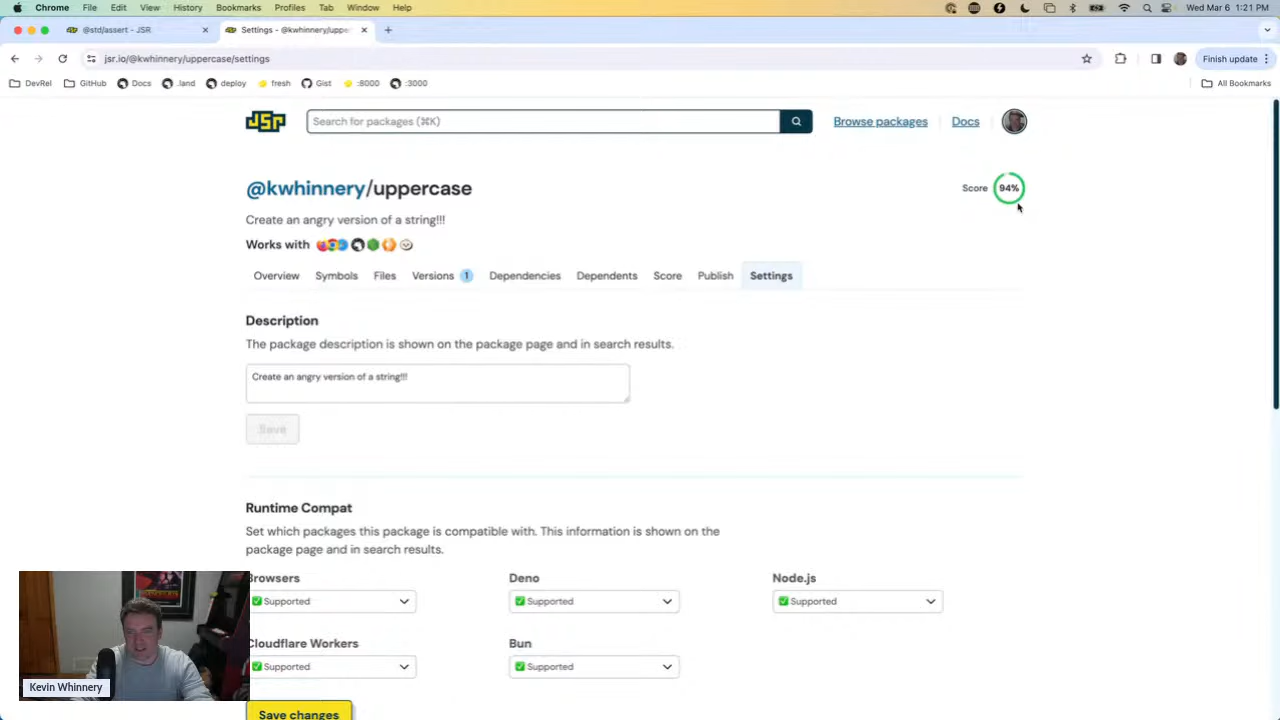 Chrome File Edit View History Bookmarks Profiles Tab Window Help Wed Mar 6 1:21 PM
@std/assert - JSR Settings - @kwhinnery/upper
jsr.io/@kwhinnery/uppercase/settings Finish update
DevRel GitHub Docs .land deploy fresh Gist :8000 :3000 All Bookmarks
JSR Search for packages (⌘K) Browse packages Docs
@kwhinnery/uppercase Score 94%
Create an angry version of a string!!!
Works with
Overview Symbols Files Versions 1 Dependencies Dependents Score Publish Settings
Description
The package description is shown on the package page and in search results.
Create an angry version of a string!!!
Save
Runtime Compat
Set which packages this package is compatible with. This information is shown on the
package page and in search results.
Browsers Deno Node.js
Supported Supported Supported
Cloudflare Workers Bun
Supported Supported
Kevin Whinnery
Save changes